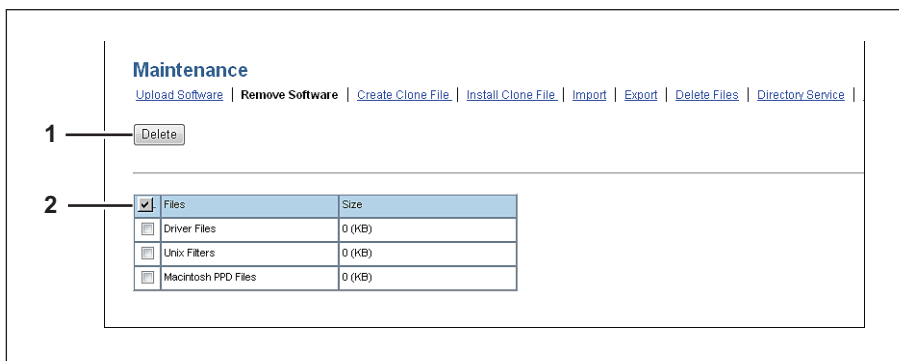 Maintenance
Upload Software | Remove Software | Create Clone File | Install Clone File | Import | Export | Delete Files | Directory Service |
1
Delete
2
Files Size
Driver Files 0 (KB)
Unix Filters 0 (KB)
Macintosh PPD Files 0 (KB)